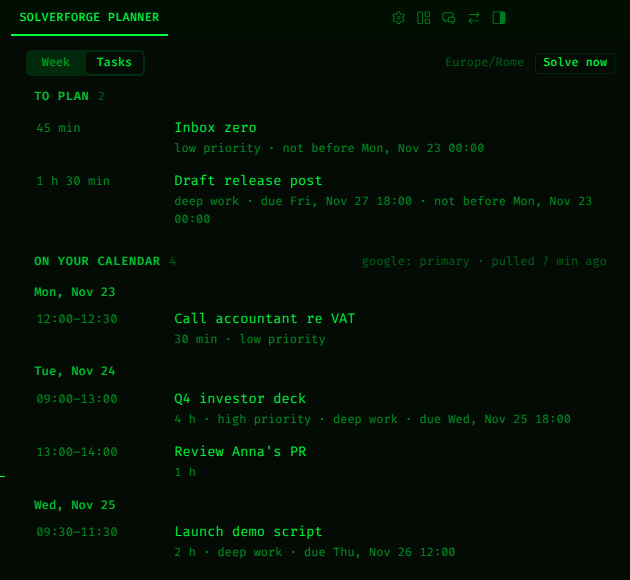 SOLVERFORGE PLANNER
Week Tasks Europe/Rome Solve now
TO PLAN 2
45 min Inbox zero
low priority · not before Mon, Nov 23 00:00
1 h 30 min Draft release post
deep work · due Fri, Nov 27 18:00 · not before Mon, Nov 23
00:00
ON YOUR CALENDAR 4 google: primary · pulled 7 min ago
Mon, Nov 23
12:00–12:30 Call accountant re VAT
30 min · low priority
Tue, Nov 24
09:00–13:00 Q4 investor deck
4 h · high priority · deep work · due Wed, Nov 25 18:00
13:00–14:00 Review Anna's PR
1 h
Wed, Nov 25
09:30–11:30 Launch demo script
2 h · deep work · due Thu, Nov 26 12:00